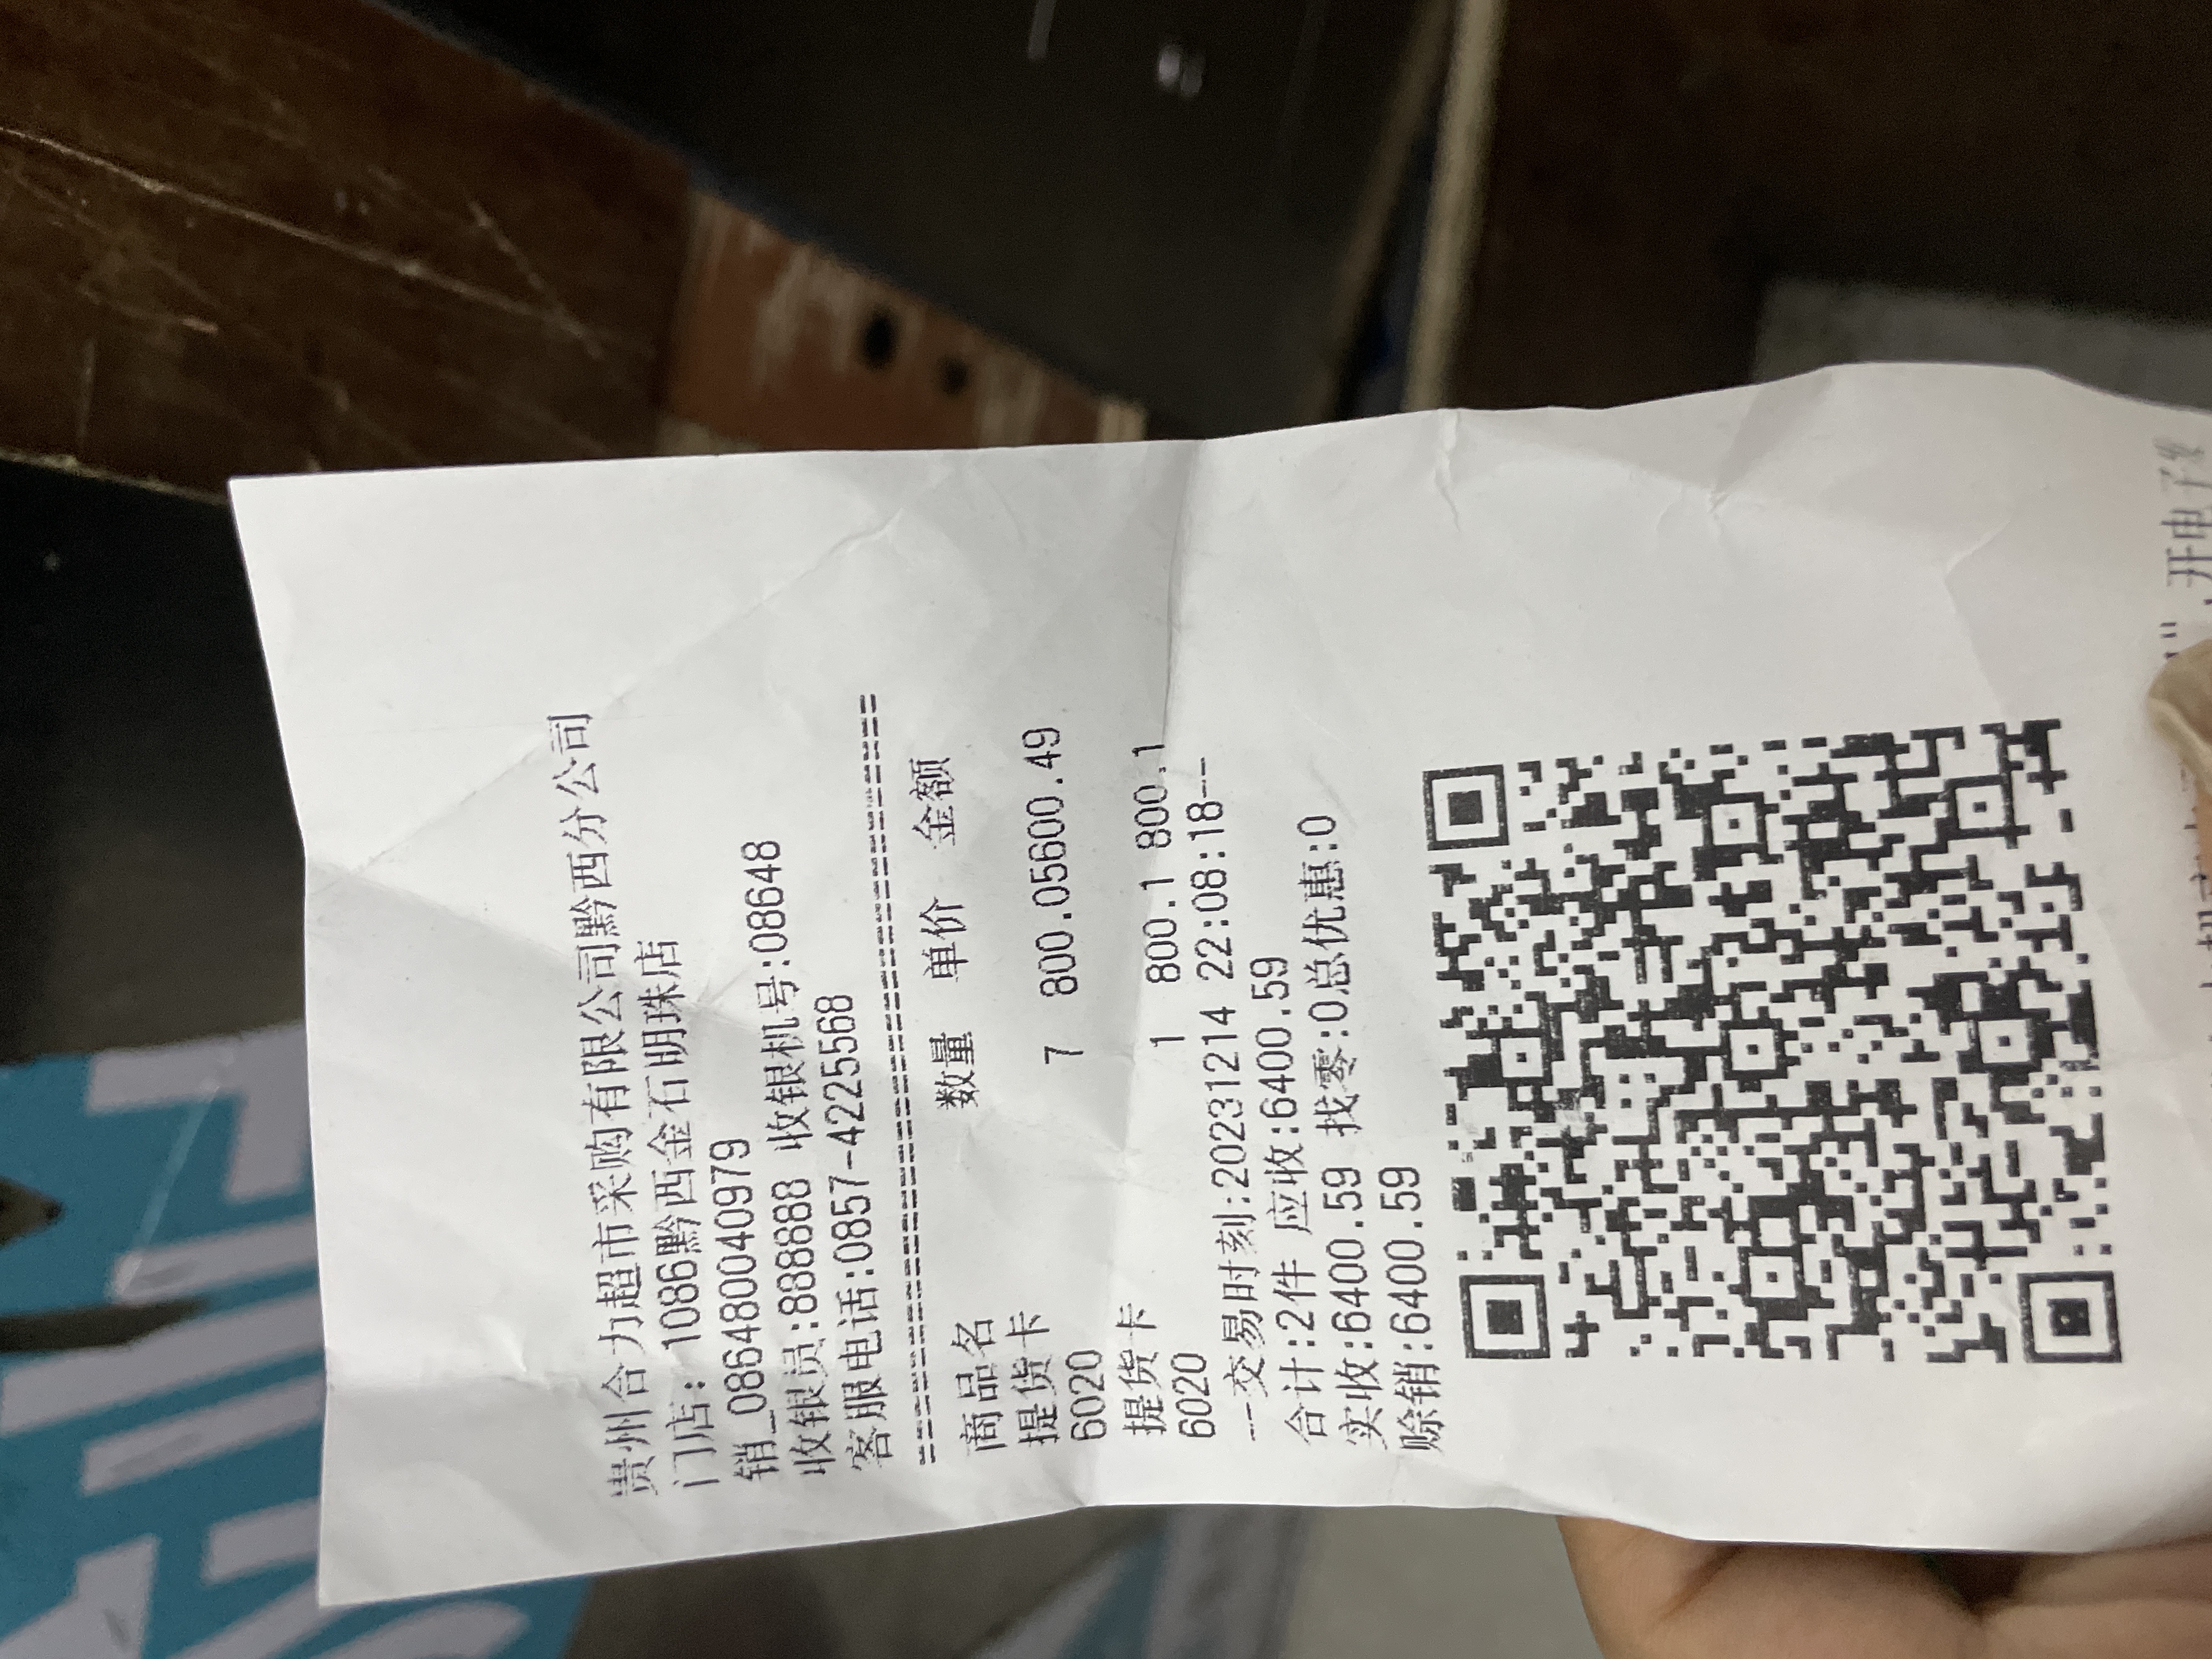 贵州合力超市采购有限公司黔西分公司
门店: 1086黔西金石明珠店
销_086480040979
收银员:888888 收银机号:08648
客服电话:0857-4225568
==========================================
商品名 数量 单价 金额
提货卡 7 800.05600.49
6020
提货卡 1 800.1 800.1
6020
--交易时刻:20231214 22:08:18--
合计:2件 应收:6400.59
实收:6400.59 找零:0总优惠:0
赊销:6400.59
开电子发